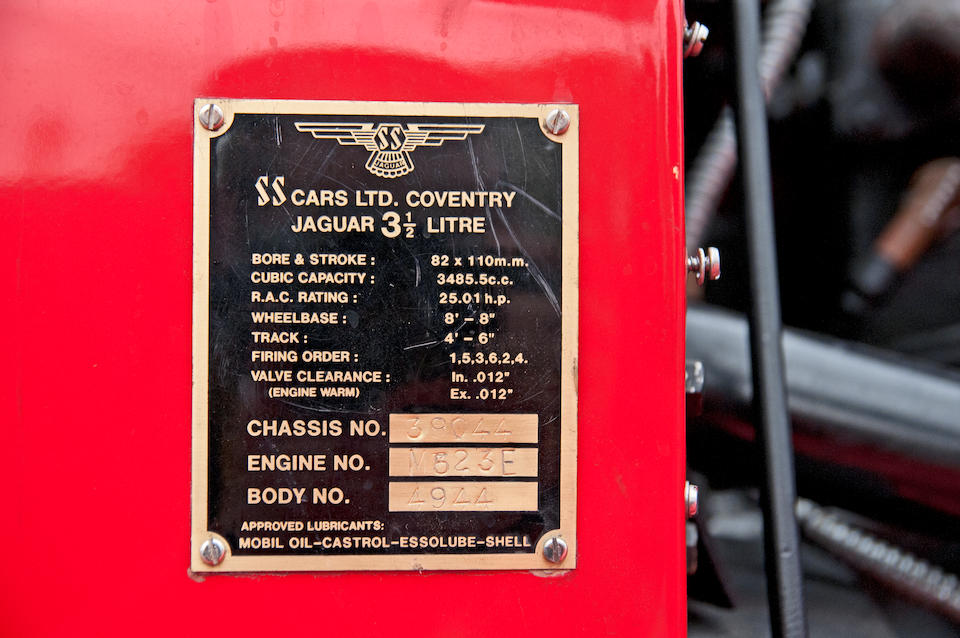 SS
JAGUAR
SS CARS LTD. COVENTRY
JAGUAR 3½ LITRE
BORE & STROKE : 82 x 110m.m.
CUBIC CAPACITY : 3485.5c.c.
R.A.C. RATING : 25.01 h.p.
WHEELBASE : 8' – 8"
TRACK : 4' – 6"
FIRING ORDER : 1,5,3,6,2,4.
VALVE CLEARANCE : In. .012"
(ENGINE WARM) Ex. .012"
CHASSIS NO.
ENGINE NO. M823E
BODY NO. 4944
APPROVED LUBRICANTS:
MOBIL OIL-CASTROL-ESSOLUBE-SHELL